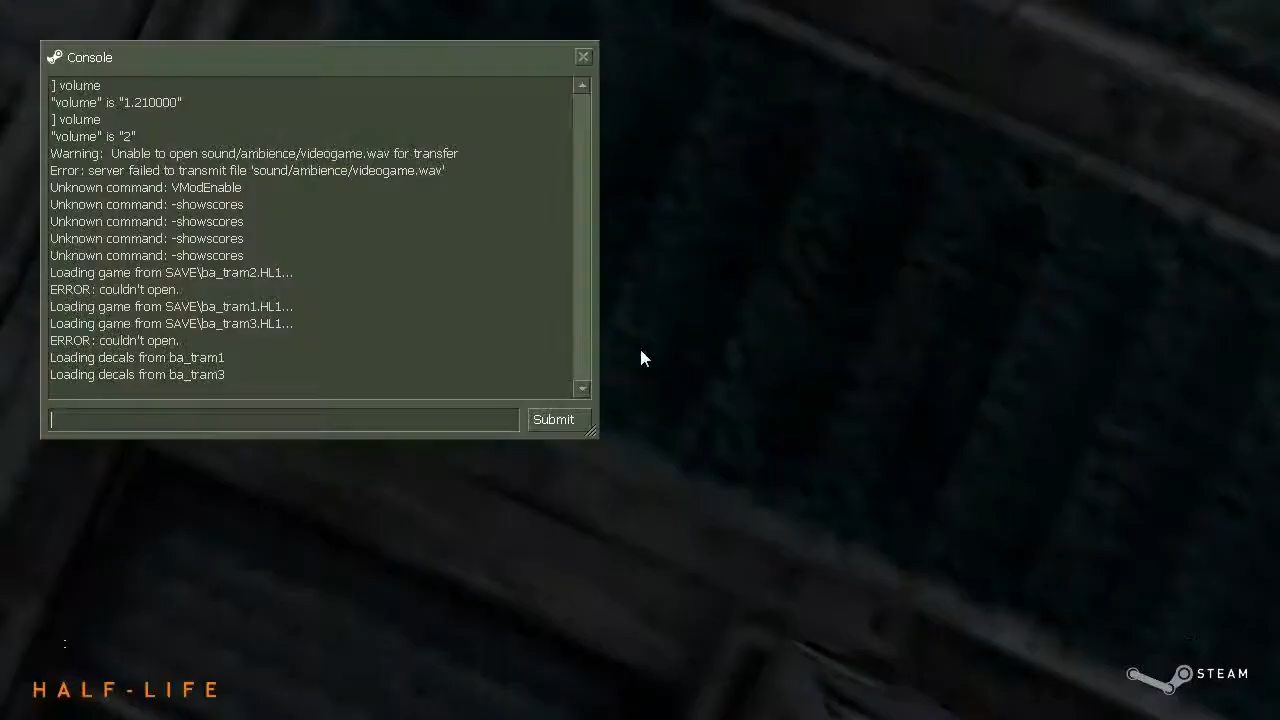 Console
] volume
"volume" is "1.210000"
] volume
"volume" is "2"
Warning:  Unable to open sound/ambience/videogame.wav for transfer
Error: server failed to transmit file 'sound/ambience/videogame.wav'
Unknown command: VModEnable
Unknown command: -showscores
Unknown command: -showscores
Unknown command: -showscores
Unknown command: -showscores
Loading game from SAVE\ba_tram2.HL1...
ERROR: couldn't open.
Loading game from SAVE\ba_tram1.HL1...
Loading game from SAVE\ba_tram3.HL1...
ERROR: couldn't open.
Loading decals from ba_tram1
Loading decals from ba_tram3
Submit
:
HALF-LIFE
STEAM